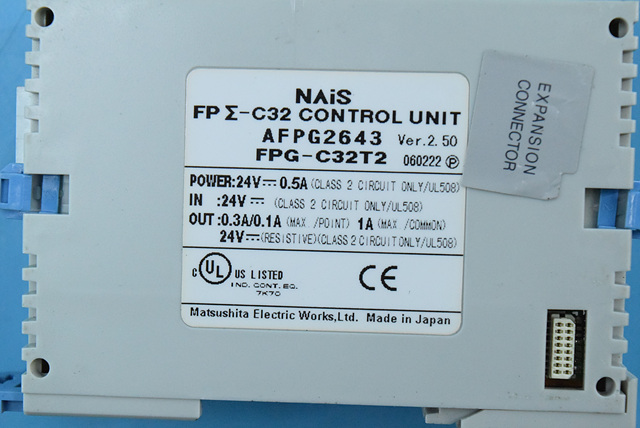 NAiS
FP Σ-C32 CONTROL UNIT
AFPG2643 Ver.2.50
FPG-C32T2 060222 Ⓟ
POWER:24V⎓0.5A(CLASS 2 CIRCUIT ONLY/UL508)
IN :24V⎓ (CLASS 2 CIRCUIT ONLY/UL508)
OUT:0.3A/0.1A (MAX /POINT) 1A (MAX /COMMON)
24V⎓(RESISTIVE)(CLASS 2 CIRCUIT ONLY/UL508)
C UL US LISTED
IND. CONT. EQ.
7K70
CE
Matsushita Electric Works,Ltd. Made in Japan
EXPANSION
CONNECTOR